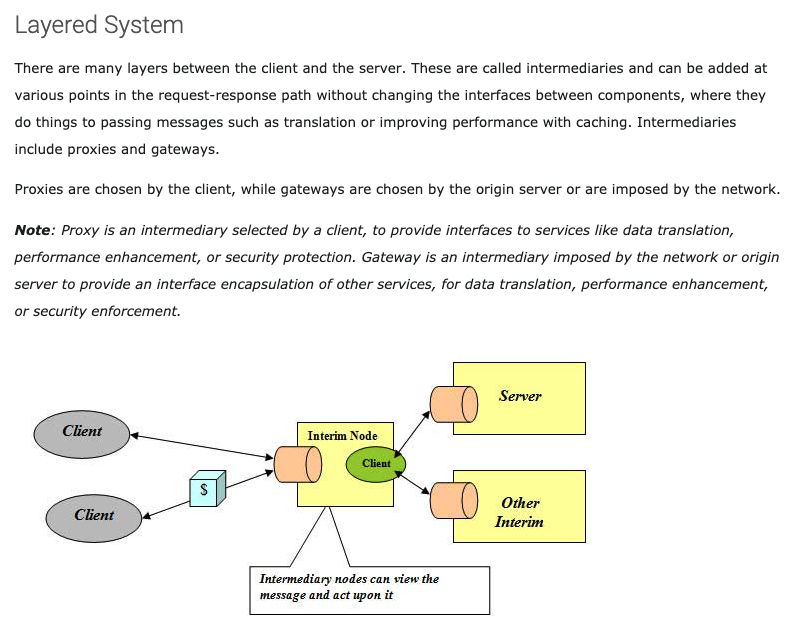 Layered System
There are many layers between the client and the server. These are called intermediaries and can be added at
various points in the request-response path without changing the interfaces between components, where they
do things to passing messages such as translation or improving performance with caching. Intermediaries
include proxies and gateways.
Proxies are chosen by the client, while gateways are chosen by the origin server or are imposed by the network.
Note: Proxy is an intermediary selected by a client, to provide interfaces to services like data translation,
performance enhancement, or security protection. Gateway is an intermediary imposed by the network or origin
server to provide an interface encapsulation of other services, for data translation, performance enhancement,
or security enforcement.
Server
Client
Interim Node
Client
$
Client
Other
Interim
Intermediary nodes can view the
message and act upon it